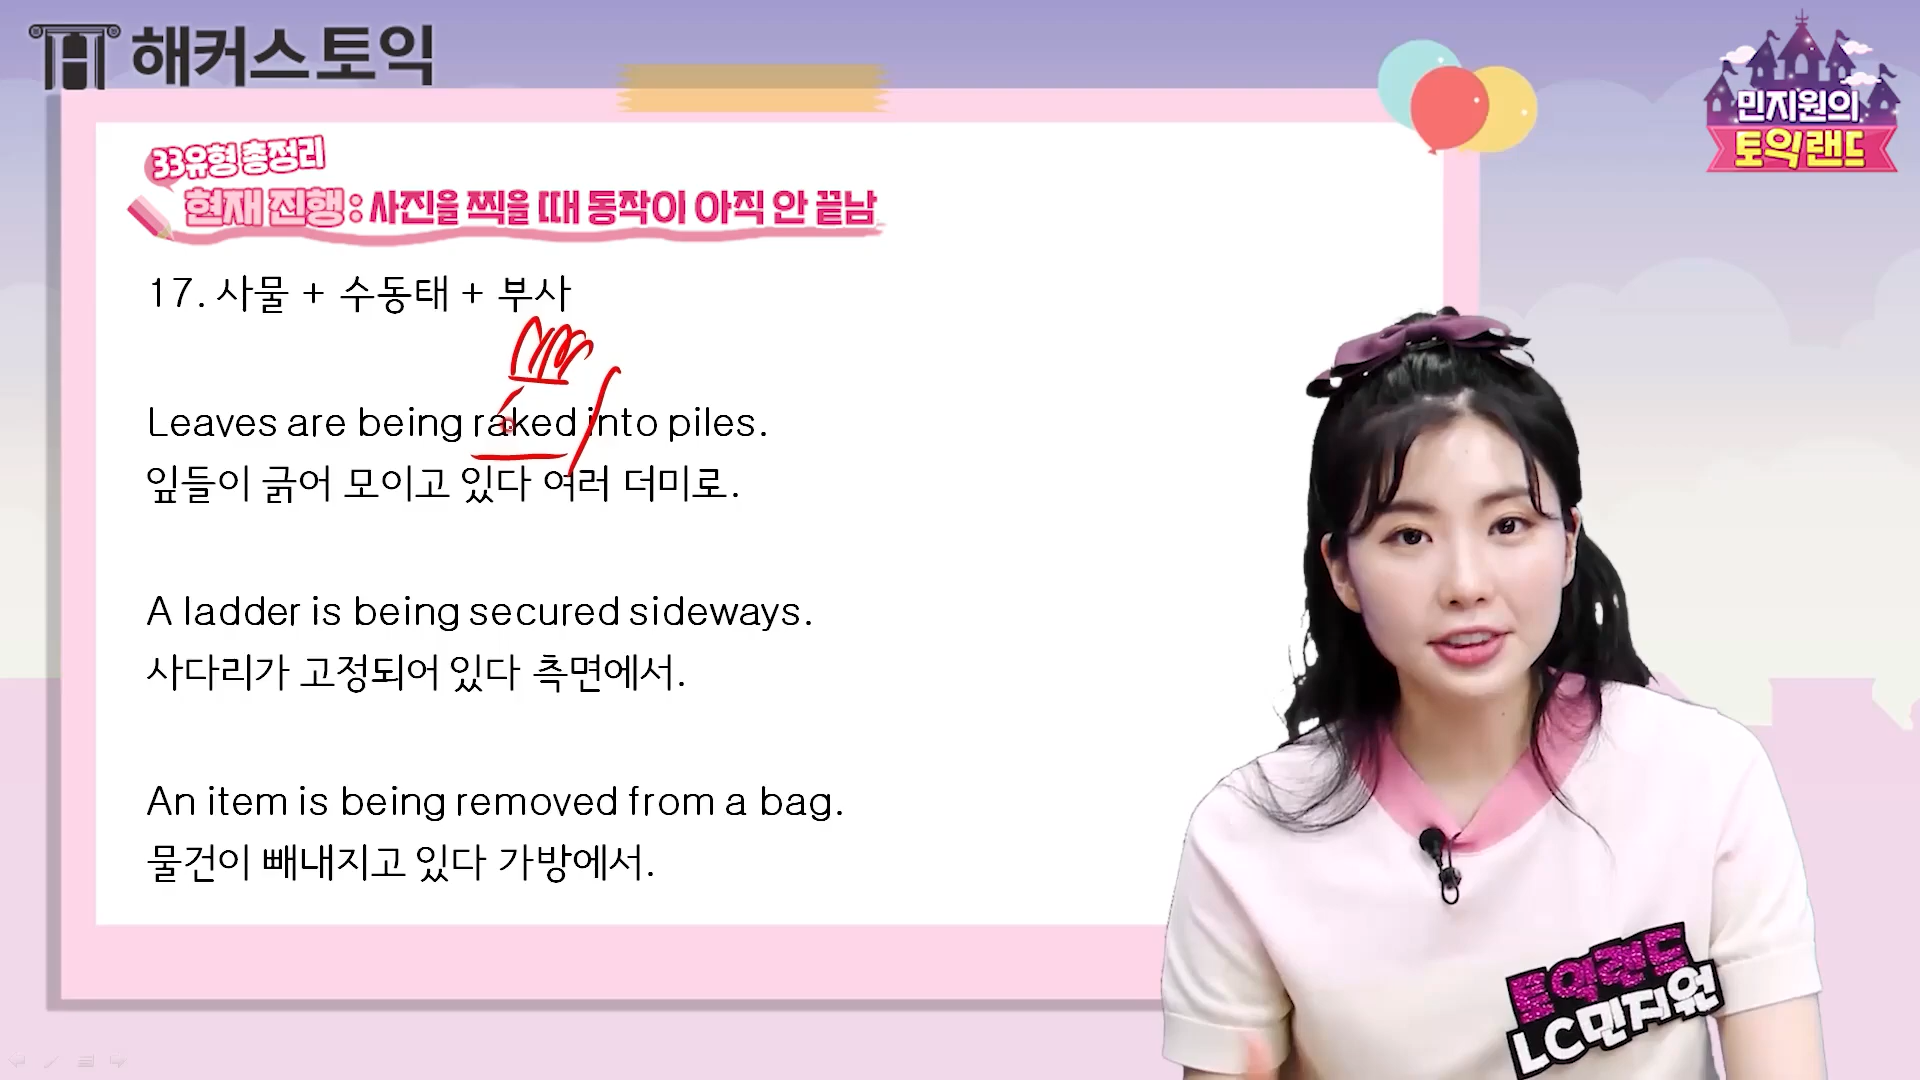 해커스토익
민지원의
토익랜드
33유형 총정리
현재 진행 : 사진을 찍을 때 동작이 아직 안 끝남
17. 사물 + 수동태 + 부사
Leaves are being raked into piles.
잎들이 긁어 모이고 있다 여러 더미로.
A ladder is being secured sideways.
사다리가 고정되어 있다 측면에서.
An item is being removed from a bag.
물건이 빼내지고 있다 가방에서.
토익랜드
LC민지원